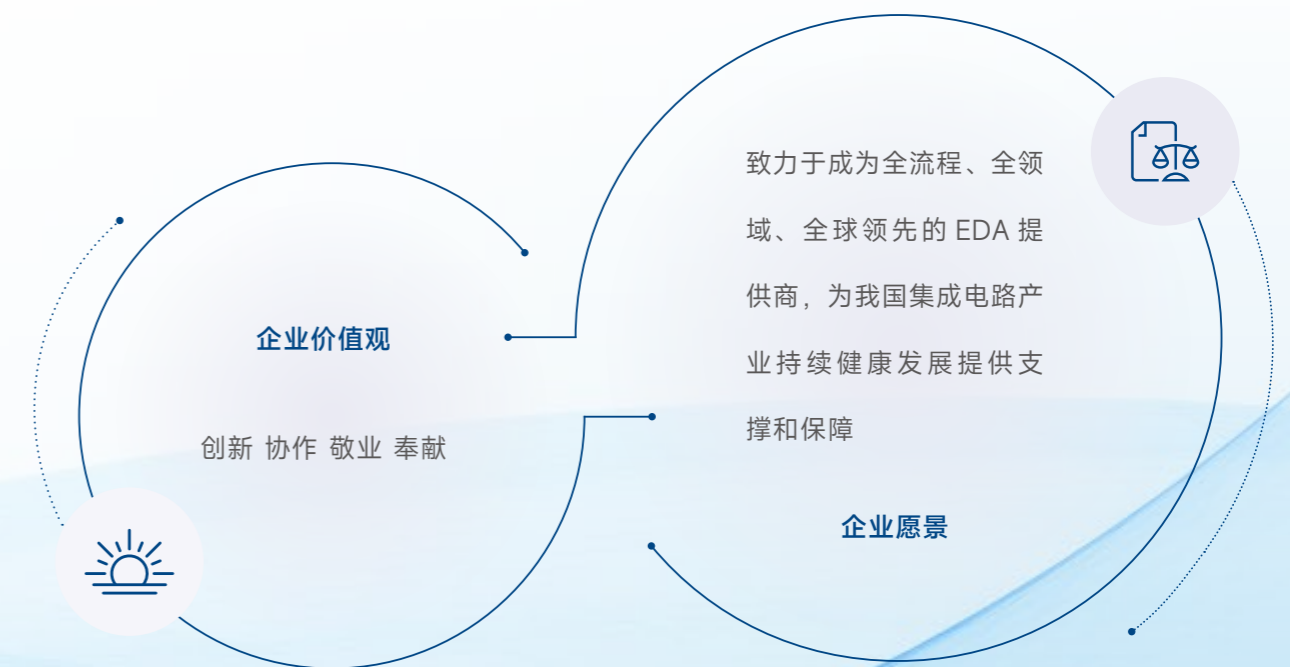 企业价值观
创新 协作 敬业 奉献
致力于成为全流程、全领
域、全球领先的 EDA 提
供商，为我国集成电路产
业持续健康发展提供支
撑和保障
企业愿景